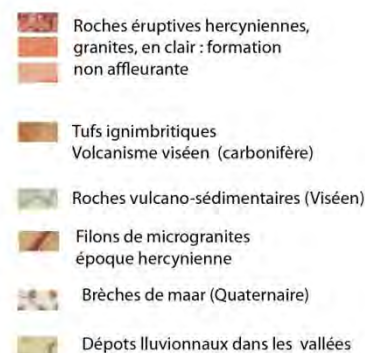 Roches éruptives hercyniennes,
granites, en clair : formation
non affleurante
Tufs ignimbritiques
Volcanisme viséen (carbonifère)
Roches vulcano-sédimentaires (Viséen)
Filons de microgranites
époque hercynienne
Brèches de maar (Quaternaire)
Dépots lluvionnaux dans les vallées